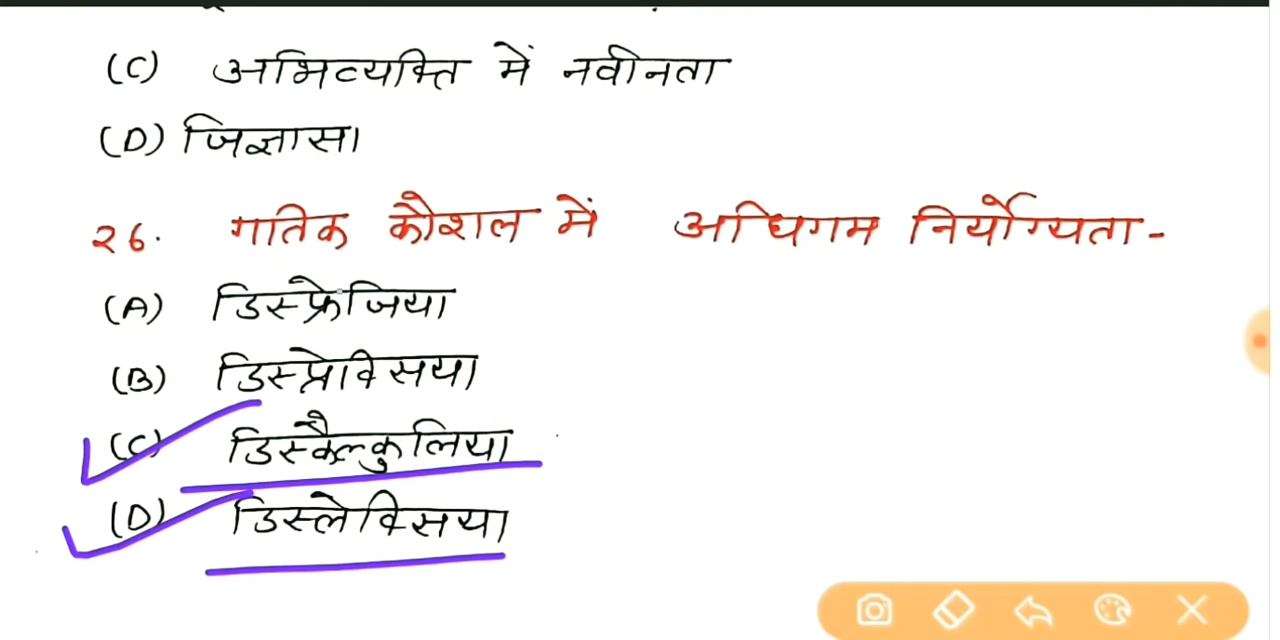 (C) अभिव्यक्ति में नवीनता
(D) जिज्ञासा
26. गतिक कौशल में अधिगम निर्योग्यता-
(A) डिस्फ्रेजिया
(B) डिस्प्रेक्सिया
(C) डिस्कैल्कुलिया
(D) डिस्लेक्सिया